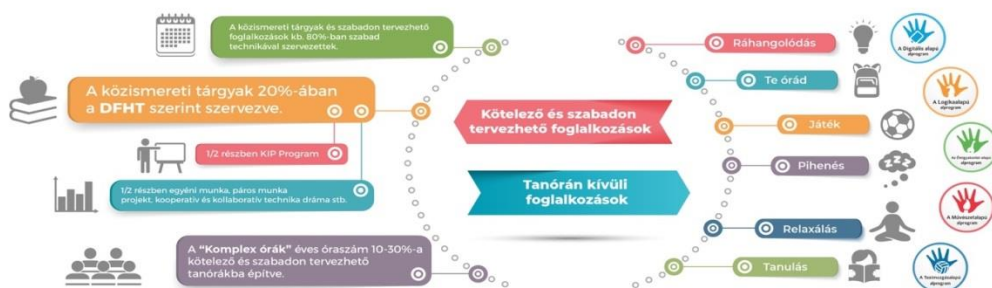 A közismereti tárgyak és szabadon tervezhető
foglalkozások kb. 80%-ban szabad
technikával szervezettek.
A közismereti tárgyak 20%-ában
a DFHT szerint szervezve.
1/2 részben KIP Program
1/2 részben egyéni munka, páros munka
projekt, kooperatív és kollaboratív technika dráma stb.
A "Komplex órák" éves óraszám 10-30%-a
kötelező és szabadon tervezhető
tanórákba építve.
Kötelező és szabadon
tervezhető foglalkozások
Tanórán kívüli
foglalkozások
Ráhangolódás
Te órád
Játék
Pihenés
Relaxálás
Tanulás
A Digitális alapú
alprogram
A Logikaalapú
alprogram
alprogram
A Művészetalapú
alprogram
A Testmozgásalapú
alprogram